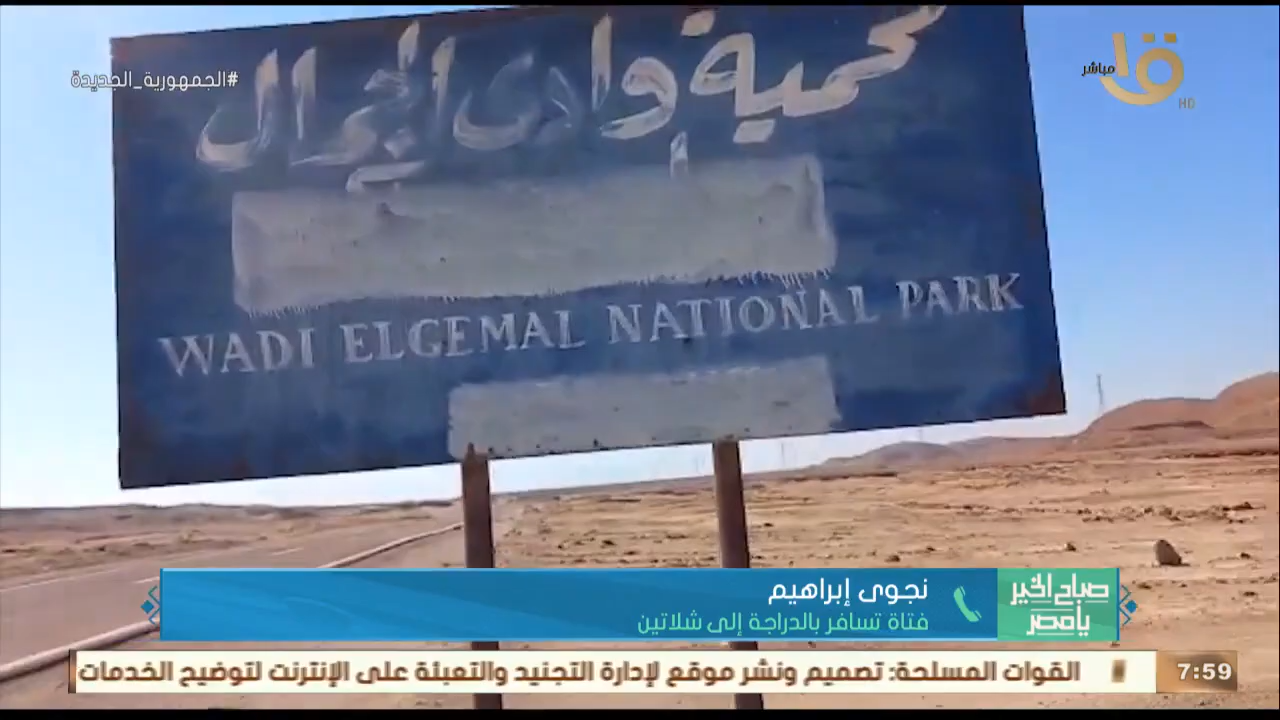 #الجمهورية_الجديدة
مباشر
HD
محمية وادى الجمال
WADI ELGEMAL NATIONAL PARK
صباح الخير
يا مصر
نجوى إبراهيم
فتاة تسافر بالدراجة إلى شلاتين
القوات المسلحة: تصميم ونشر موقع لإدارة التجنيد والتعبئة على الإنترنت لتوضيح الخدمات
7:59